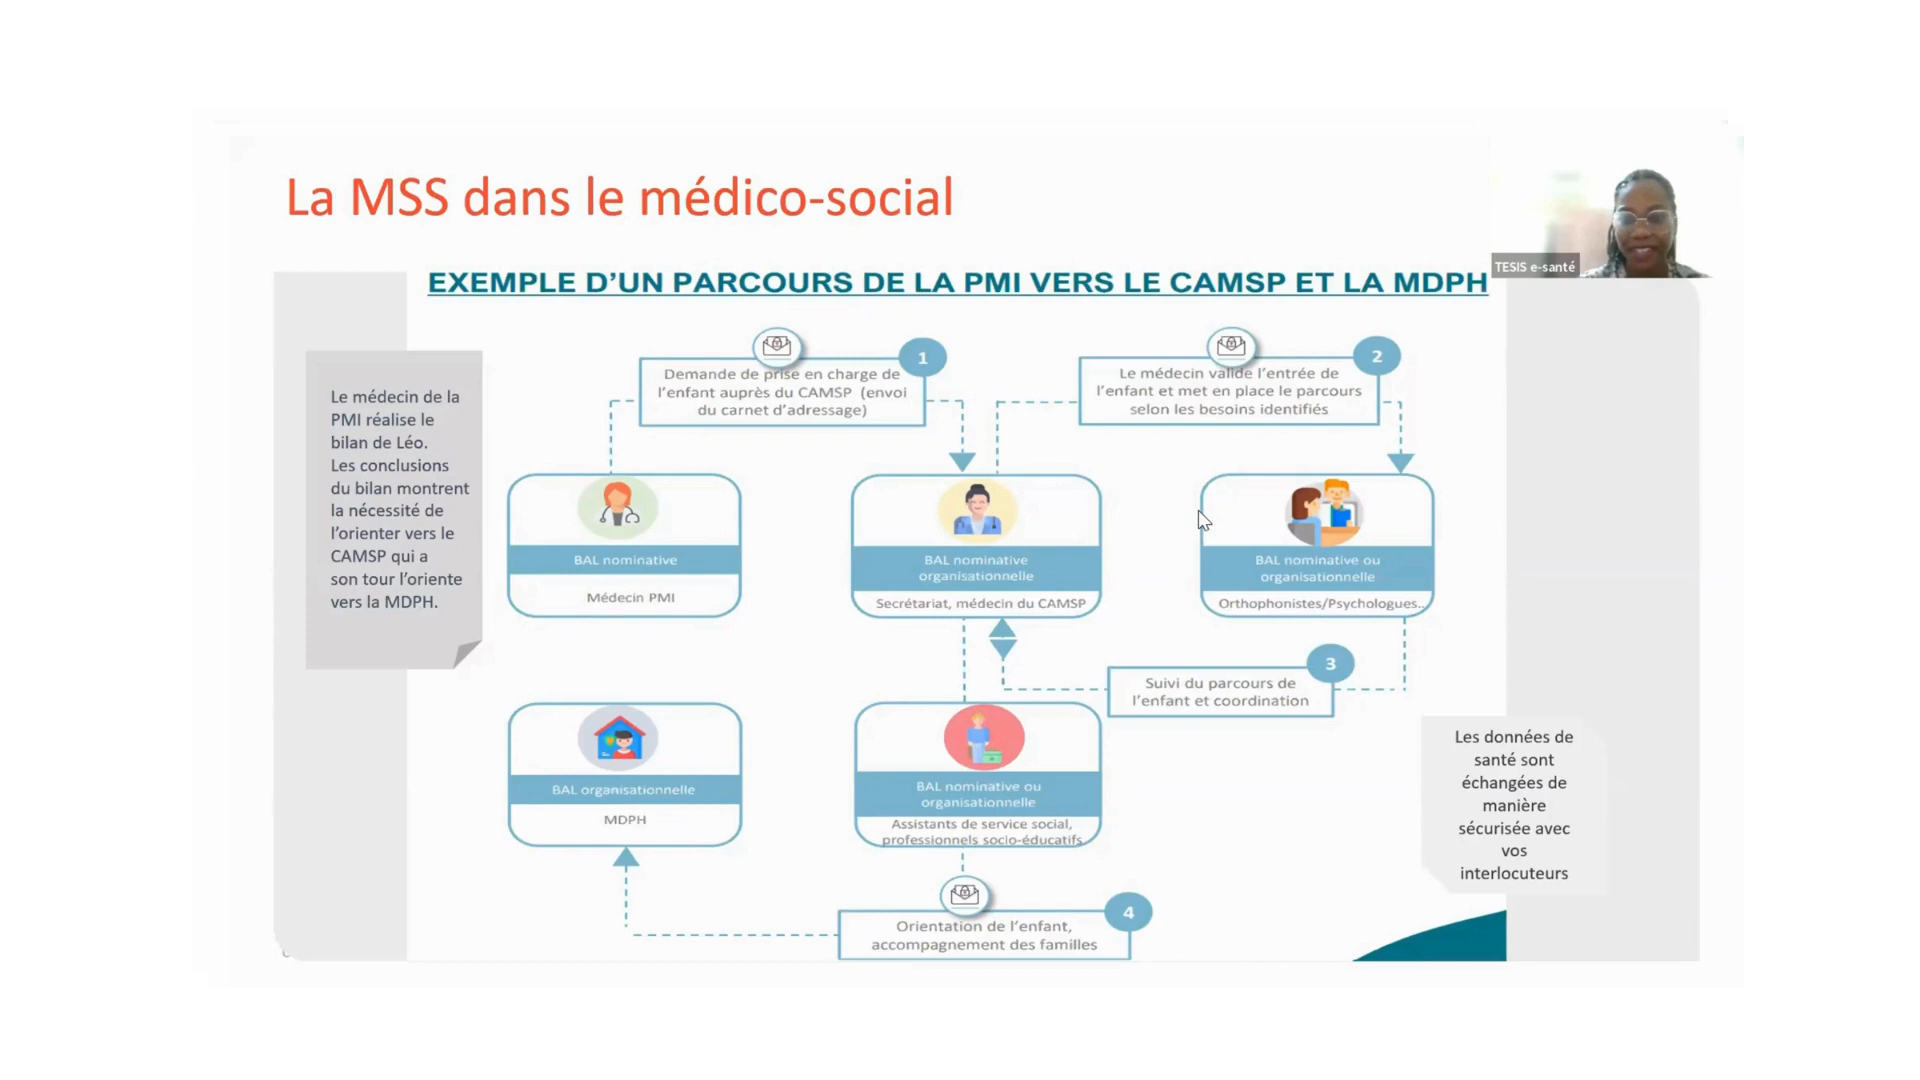 La MSS dans le médico-social
TESIS e-santé
EXEMPLE D'UN PARCOURS DE LA PMI VERS LE CAMSP ET LA MDPH
Le médecin de la
PMI réalise le
bilan de Léo.
Les conclusions
du bilan montrent
la nécessité de
l'orienter vers le
CAMSP qui a
son tour l'oriente
vers la MDPH.
1
Demande de prise en charge de
l'enfant auprès du CAMSP (envoi
du carnet d'adressage)
2
Le médecin valide l'entrée de
l'enfant et met en place le parcours
selon les besoins identifiés
BAL nominative
Médecin PMI
BAL nominative
organisationnelle
Secrétariat, médecin du CAMSP
BAL nominative ou
organisationnelle
Orthophonistes/Psychologues..
3
Suivi du parcours de
l'enfant et coordination
BAL organisationnelle
MDPH
BAL nominative ou
organisationnelle
Assistants de service social,
professionnels socio-éducatifs
4
Orientation de l'enfant,
accompagnement des familles
Les données de
santé sont
échangées de
manière
sécurisée avec
vos
interlocuteurs